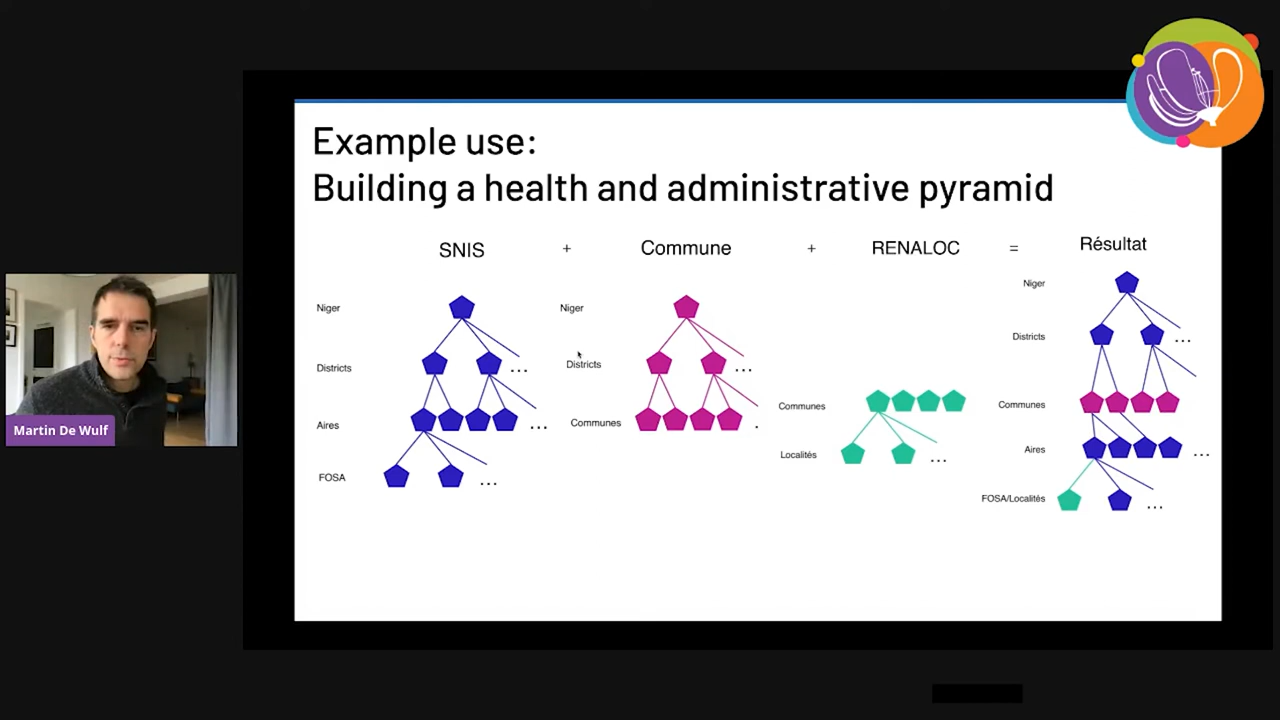 Example use:
Building a health and administrative pyramid
SNIS + Commune + RENALOC = Résultat
Niger
Districts
...
Aires
...
FOSA
...
Niger
Districts
...
Communes
.
Communes
Localités
...
Niger
Districts
...
Communes
Aires
...
FOSA/Localités
...
Martin De Wulf